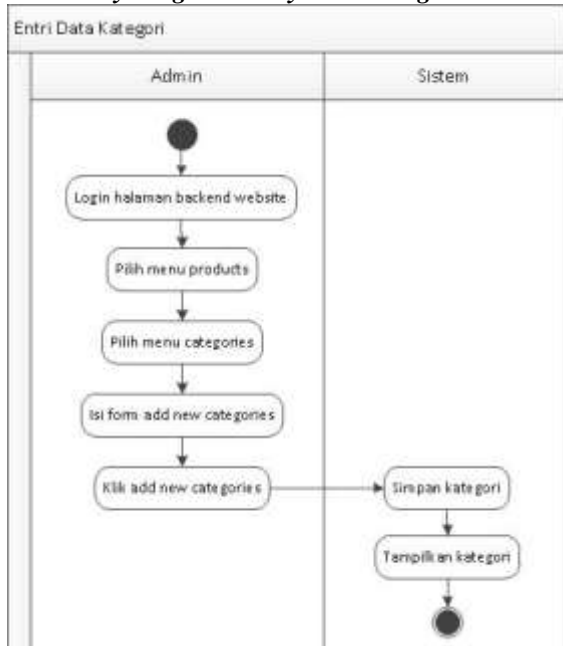 Entri Data Kategori
Admin
Sistem
Login halaman backend website
Pilih menu products
Pilih menu categories
Isi form add new categories
Klik add new categories
Simpan kategori
Tampilkan kategori